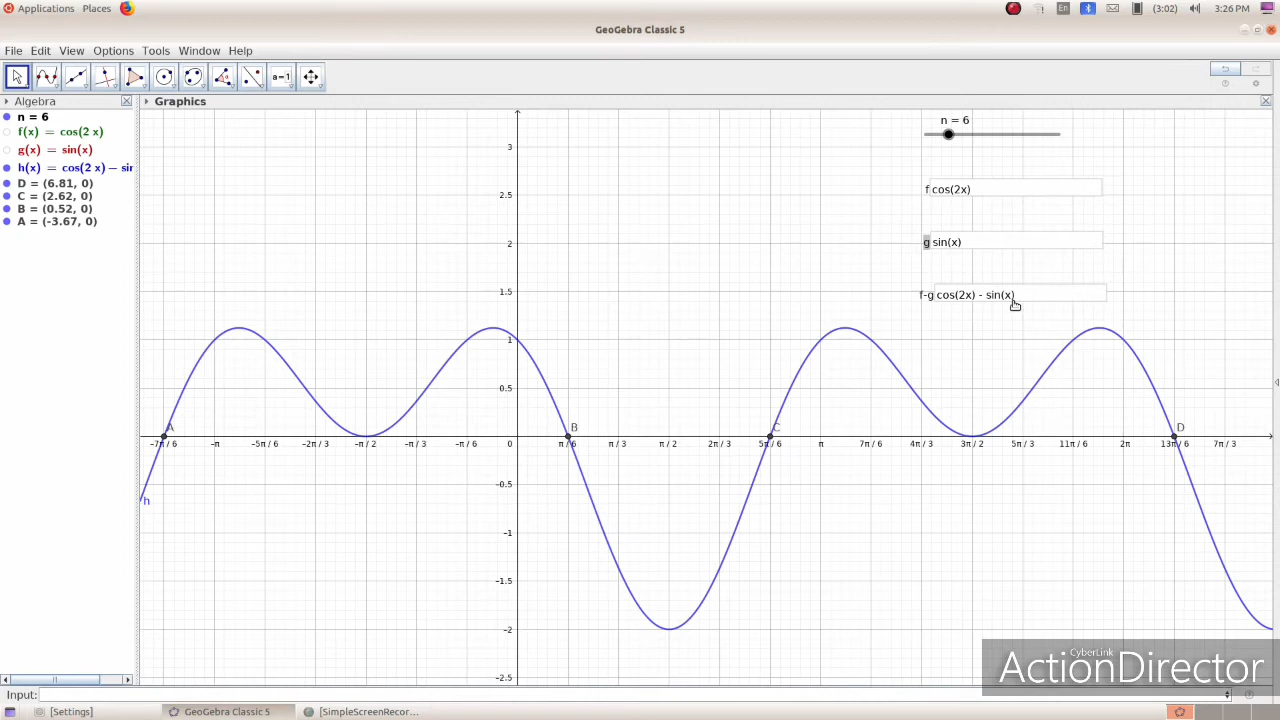 Applications Places En (3:02) 3:26 PM
GeoGebra Classic 5
File Edit View Options Tools Window Help
a=1
Algebra
Graphics
n = 6
f(x) = cos(2 x)
g(x) = sin(x)
h(x) = cos(2 x) − sin
D = (6.81, 0)
C = (2.62, 0)
B = (0.52, 0)
A = (-3.67, 0)
n = 6
f cos(2x)
g sin(x)
f-g cos(2x) - sin(x)
3
2.5
2
1.5
1
0.5
A B C D
-7π / 6 -π -5π / 6 -2π / 3 -π / 2 -π / 3 -π / 6 0 π / 6 π / 3 π / 2 2π / 3 5π / 6 π 7π / 6 4π / 3 3π / 2 5π / 3 11π / 6 2π 13π / 6 7π / 3
h
-0.5
-1
-1.5
-2
-2.5
CyberLink
ActionDirector
Input:
[Settings] GeoGebra Classic 5 [SimpleScreenRecor...